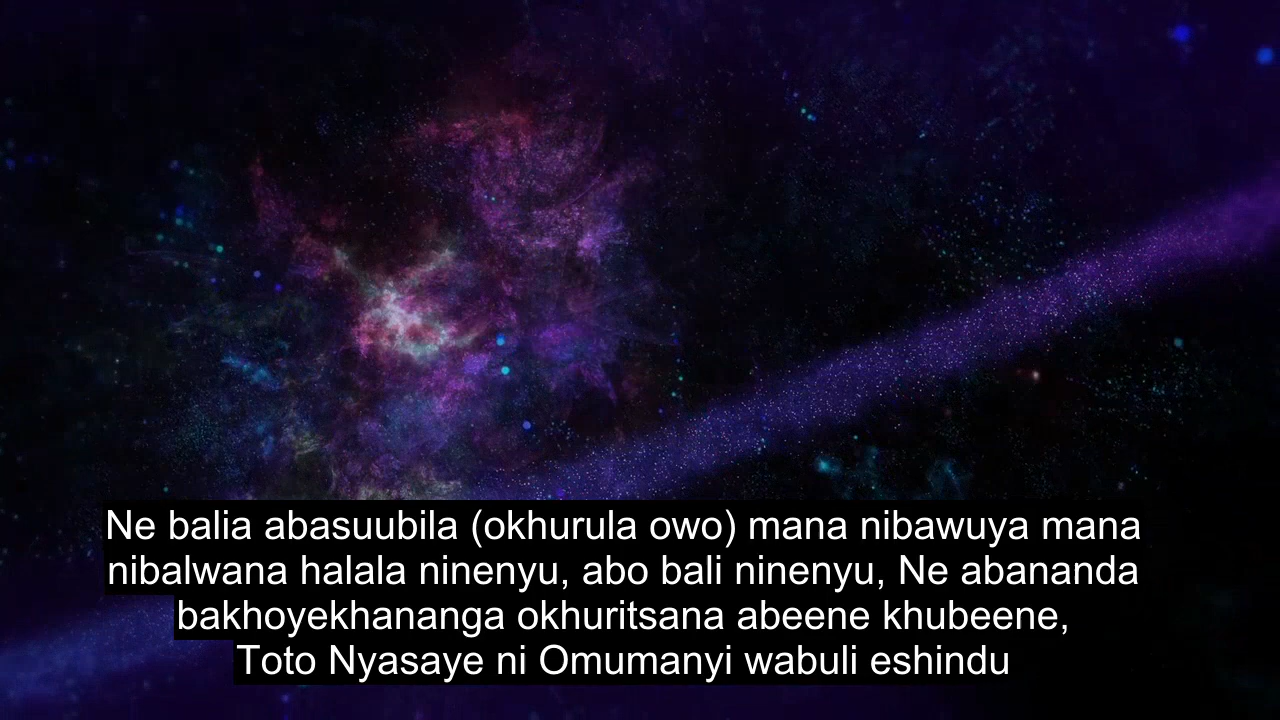 Ne balia abasuubila (okhurula owo) mana nibawuya mana
nibalwana halala ninenyu, abo bali ninenyu, Ne abananda
bakhoyekhananga okhuritsana abeene khubeene,
Toto Nyasaye ni Omumanyi wabuli eshindu